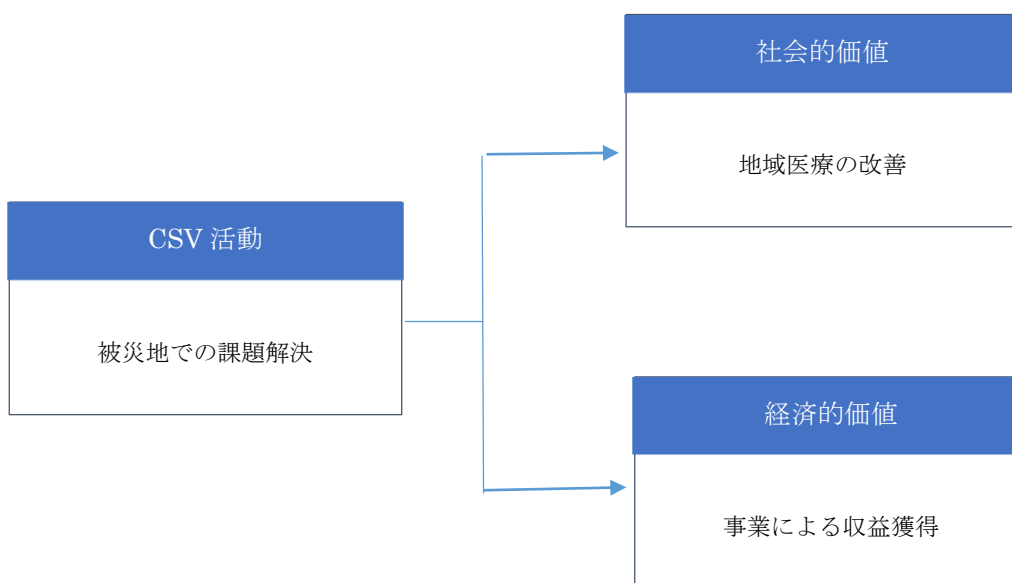 社会的価値
地域医療の改善
CSV 活動
被災地での課題解決
経済的価値
事業による収益獲得